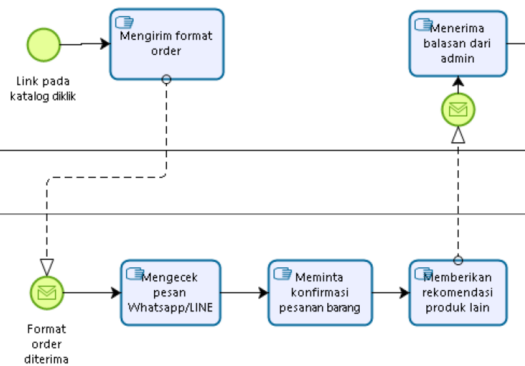 Mengirim format
order
Menerima
balasan dari
admin
Link pada
katalog diklik
Mengecek
pesan
Whatsapp/LINE
Meminta
konfirmasi
pesanan barang
Memberikan
rekomendasi
produk lain
Format
order
diterima